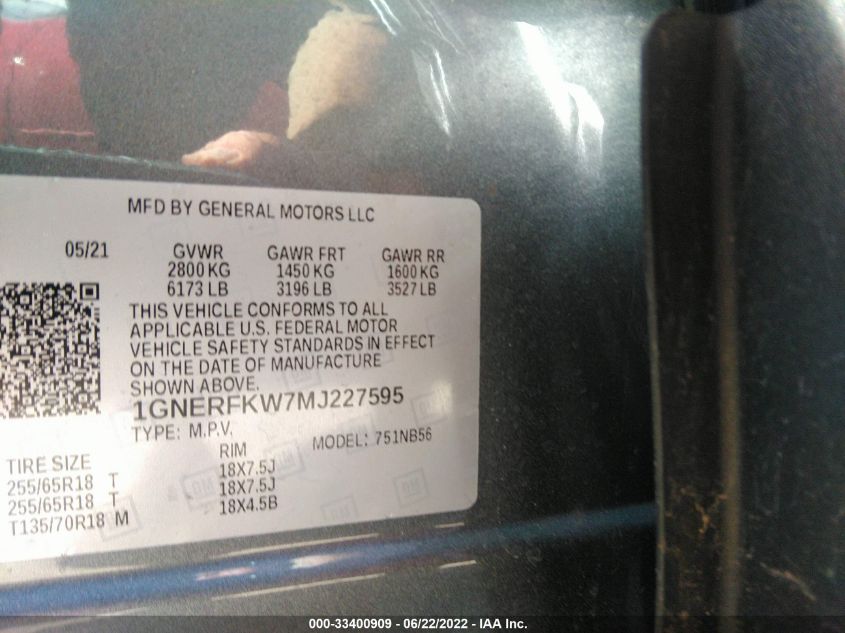 MFD BY GENERAL MOTORS LLC
05/21 GVWR GAWR FRT GAWR RR
2800 KG 1450 KG 1600 KG
6173 LB 3196 LB 3527 LB
THIS VEHICLE CONFORMS TO ALL
APPLICABLE U.S. FEDERAL MOTOR
VEHICLE SAFETY STANDARDS IN EFFECT
ON THE DATE OF MANUFACTURE
SHOWN ABOVE.
1GNERFKW7MJ227595
TYPE: M.P.V. MODEL: 751NB56
TIRE SIZE RIM
255/65R18 T 18X7.5J
255/65R18 T 18X7.5J
T135/70R18 M 18X4.5B
000-33400909 - 06/22/2022 - IAA Inc.